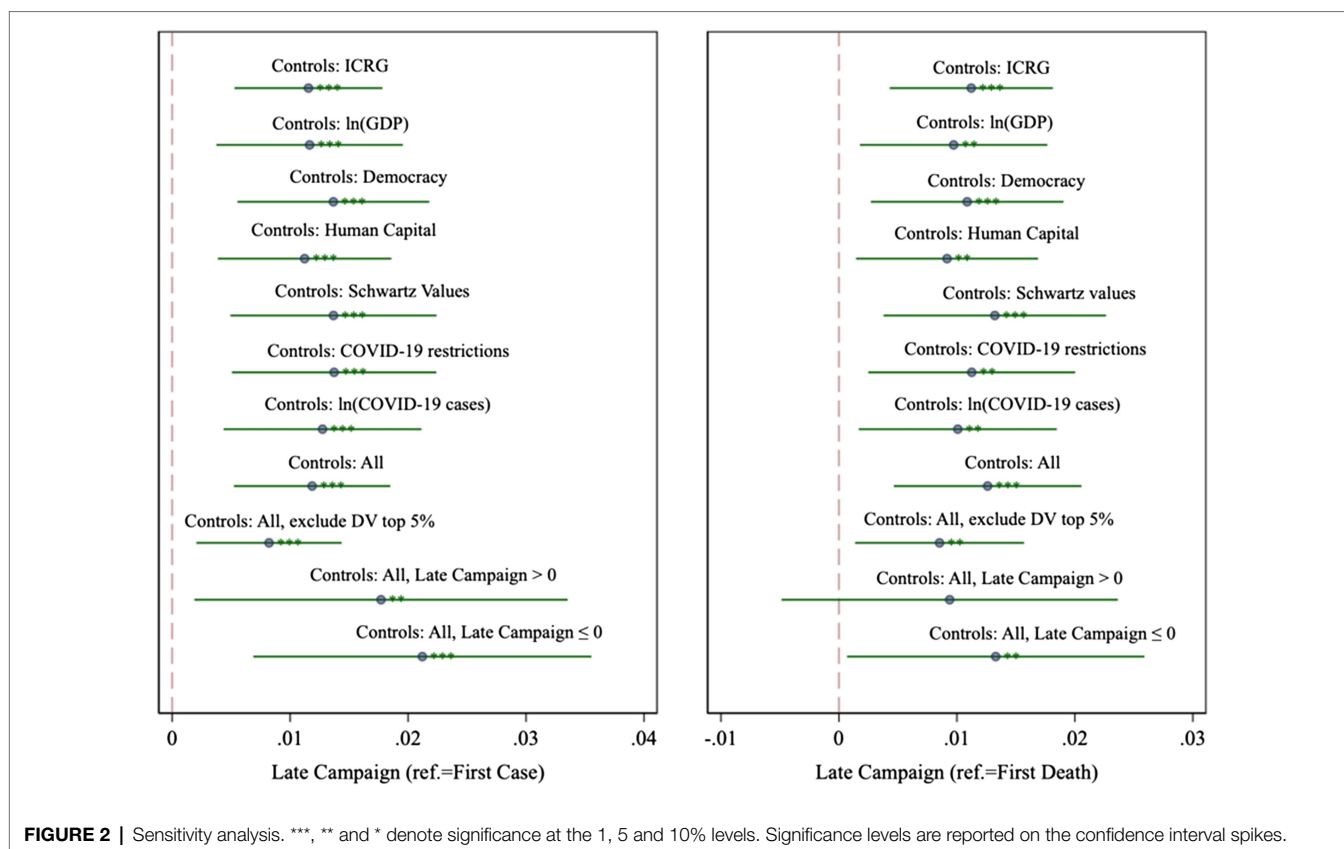 Controls: ICRG
***
Controls: ln(GDP)
***
Controls: Democracy
***
Controls: Human Capital
***
Controls: Schwartz Values
***
Controls: COVID-19 restrictions
***
Controls: ln(COVID-19 cases)
***
Controls: All
***
Controls: All, exclude DV top 5%
***
Controls: All, Late Campaign > 0
**
Controls: All, Late Campaign ≤ 0
***
0 .01 .02 .03 .04
Late Campaign (ref.=First Case)
Controls: ICRG
***
Controls: ln(GDP)
**
Controls: Democracy
***
Controls: Human Capital
**
Controls: Schwartz values
***
Controls: COVID-19 restrictions
**
Controls: ln(COVID-19 cases)
**
Controls: All
***
Controls: All, exclude DV top 5%
**
Controls: All, Late Campaign > 0
Controls: All, Late Campaign ≤ 0
**
-.01 0 .01 .02 .03
Late Campaign (ref.=First Death)
FIGURE 2 | Sensitivity analysis. ***, ** and * denote significance at the 1, 5 and 10% levels. Significance levels are reported on the confidence interval spikes.